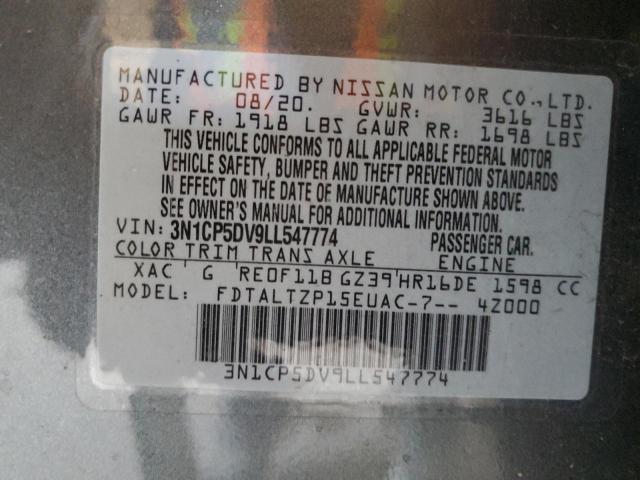 MANUFACTURED BY NISSAN MOTOR CO.,LTD.
DATE: 08/20. GVWR: 3616 LBS
GAWR FR: 1918 LBS GAWR RR: 1698 LBS
THIS VEHICLE CONFORMS TO ALL APPLICABLE FEDERAL MOTOR
VEHICLE SAFETY, BUMPER AND THEFT PREVENTION STANDARDS
IN EFFECT ON THE DATE OF MANUFACTURE SHOWN ABOVE.
SEE OWNER'S MANUAL FOR ADDITIONAL INFORMATION.
VIN: 3N1CP5DV9LL547774 PASSENGER CAR.
COLOR TRIM TRANS AXLE ENGINE
XAC G RE0F11B GZ39 HR16DE 1598 CC
MODEL: FDTALTZP15EUAC-7-- 42000
3N1CP5DV9LL547774